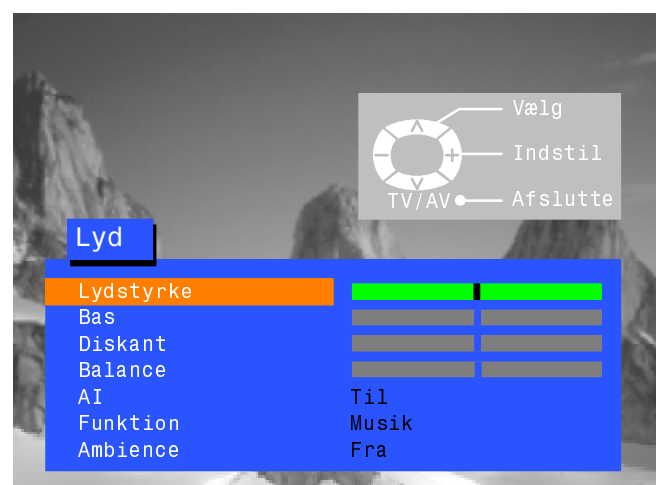 Vælg
Indstil
TV/AV Afslutte
Lyd
Lydstyrke
Bas
Diskant
Balance
AI Til
Funktion Musik
Ambience Fra